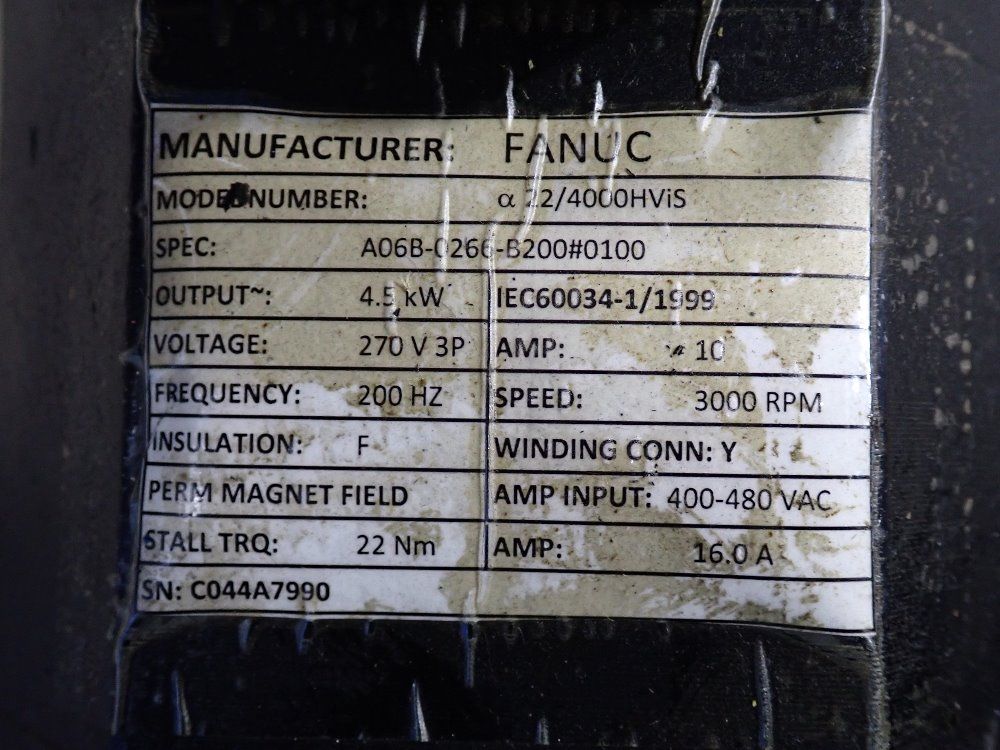 MANUFACTURER: FANUC
MODEL NUMBER: α 22/4000HViS
SPEC: A06B-0266-B200#0100
OUTPUT~: 4.5 kW IEC60034-1/1999
VOLTAGE: 270 V 3P AMP: 10
FREQUENCY: 200 HZ SPEED: 3000 RPM
INSULATION: F WINDING CONN: Y
PERM MAGNET FIELD AMP INPUT: 400-480 VAC
STALL TRQ: 22 Nm AMP: 16.0 A
SN: C044A7990